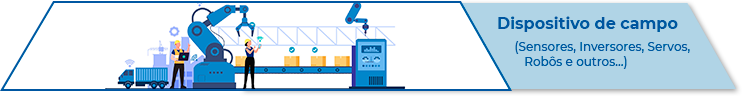 Dispositivo de campo
(Sensores, Inversores, Servos,
Robôs e outros...)